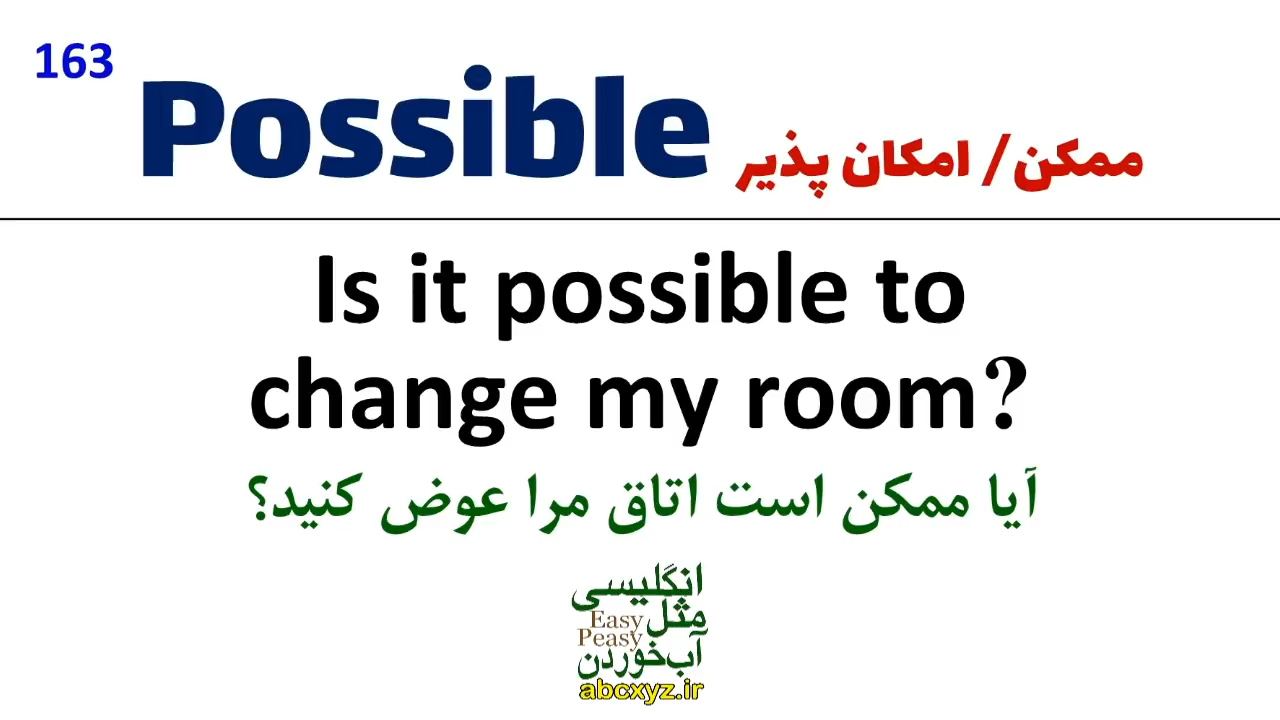 163
Possible ممکن/ امکان پذیر
Is it possible to
change my room?
آیا ممکن است اتاق مرا عوض کنید؟
انگلیسی
مثل
Easy
Peasy
آب‌خوردن
abcxyz.ir